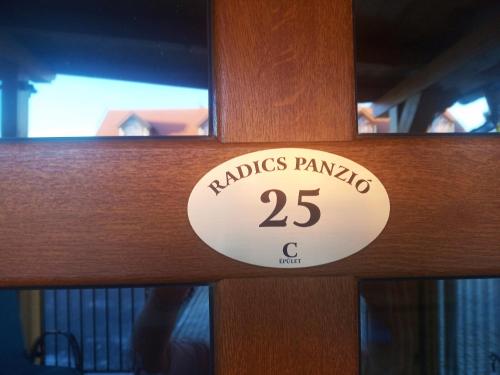 RADICS PANZIÓ
25
C
ÉPÜLET